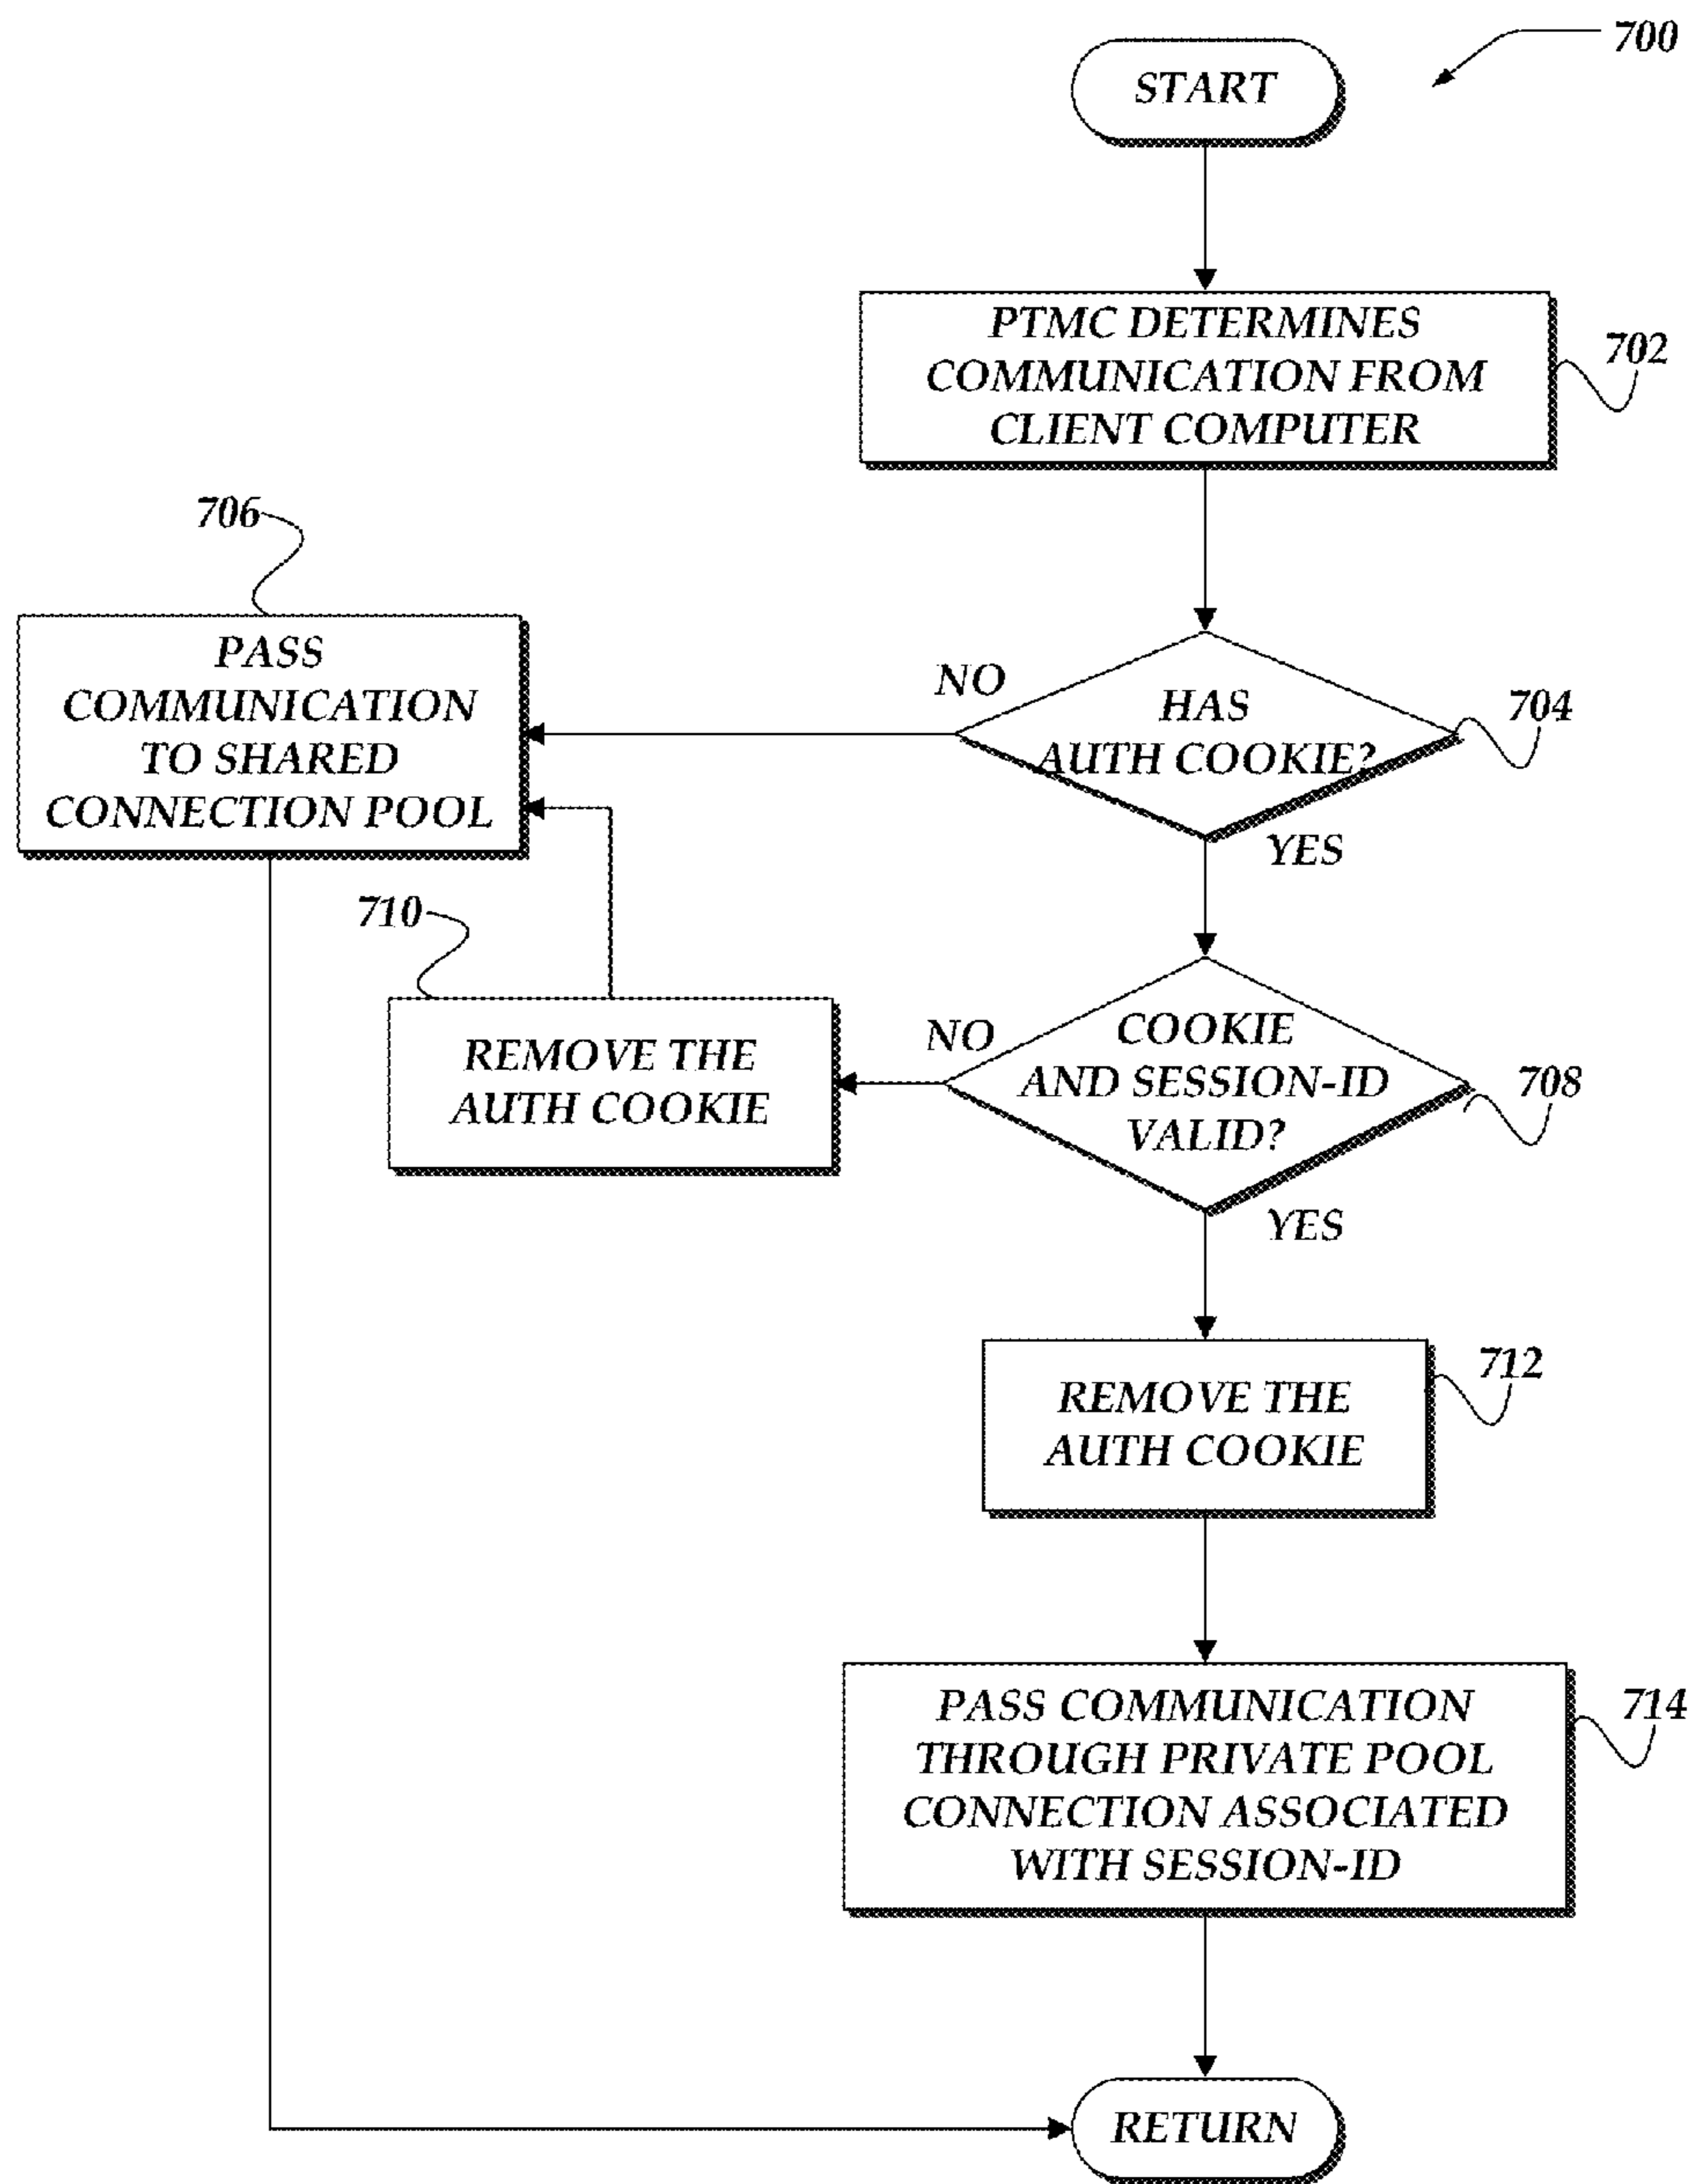 700
START
PTMC DETERMINES
COMMUNICATION FROM
CLIENT COMPUTER
702
706
PASS
COMMUNICATION
TO SHARED
CONNECTION POOL
NO
HAS
AUTH COOKIE?
704
YES
710
REMOVE THE
AUTH COOKIE
NO
COOKIE
AND SESSION-ID
VALID?
708
YES
REMOVE THE
AUTH COOKIE
712
PASS COMMUNICATION
THROUGH PRIVATE POOL
CONNECTION ASSOCIATED
WITH SESSION-ID
714
RETURN